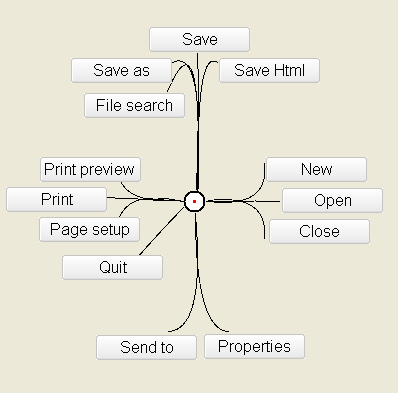 Save
Save as
Save Html
File search
Print preview
New
Print
Open
Page setup
Close
Quit
Send to
Properties